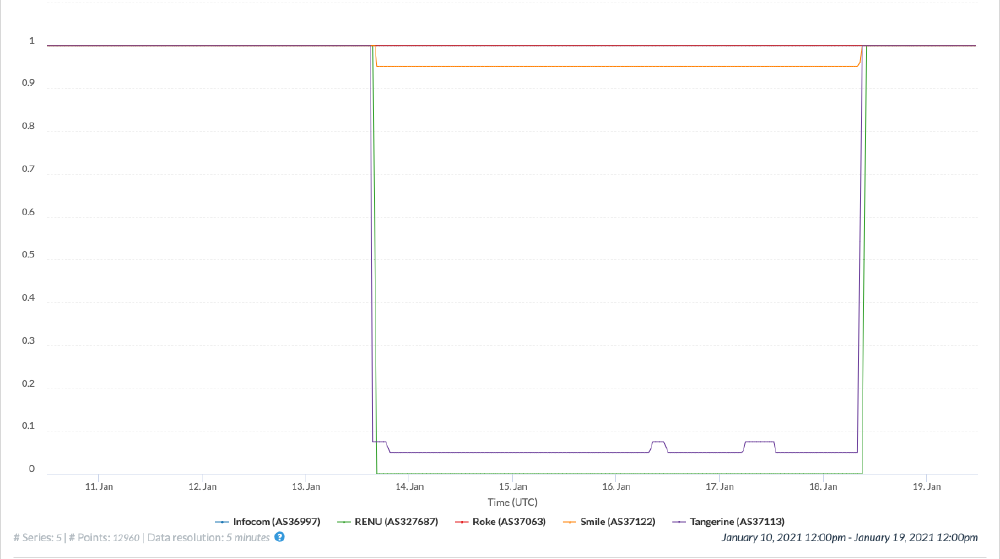 1
0.9
0.8
0.7
0.6
0.5
0.4
0.3
0.2
0.1
0
11. Jan 12. Jan 13. Jan 14. Jan 15. Jan 16. Jan 17. Jan 18. Jan 19. Jan
Time (UTC)
Infocom (AS36997) RENU (AS327687) Roke (AS37063) Smile (AS37122) Tangerine (AS37113)
# Series: 5 | # Points: 12960 | Data resolution: 5 minutes ? January 10, 2021 12:00pm - January 19, 2021 12:00pm